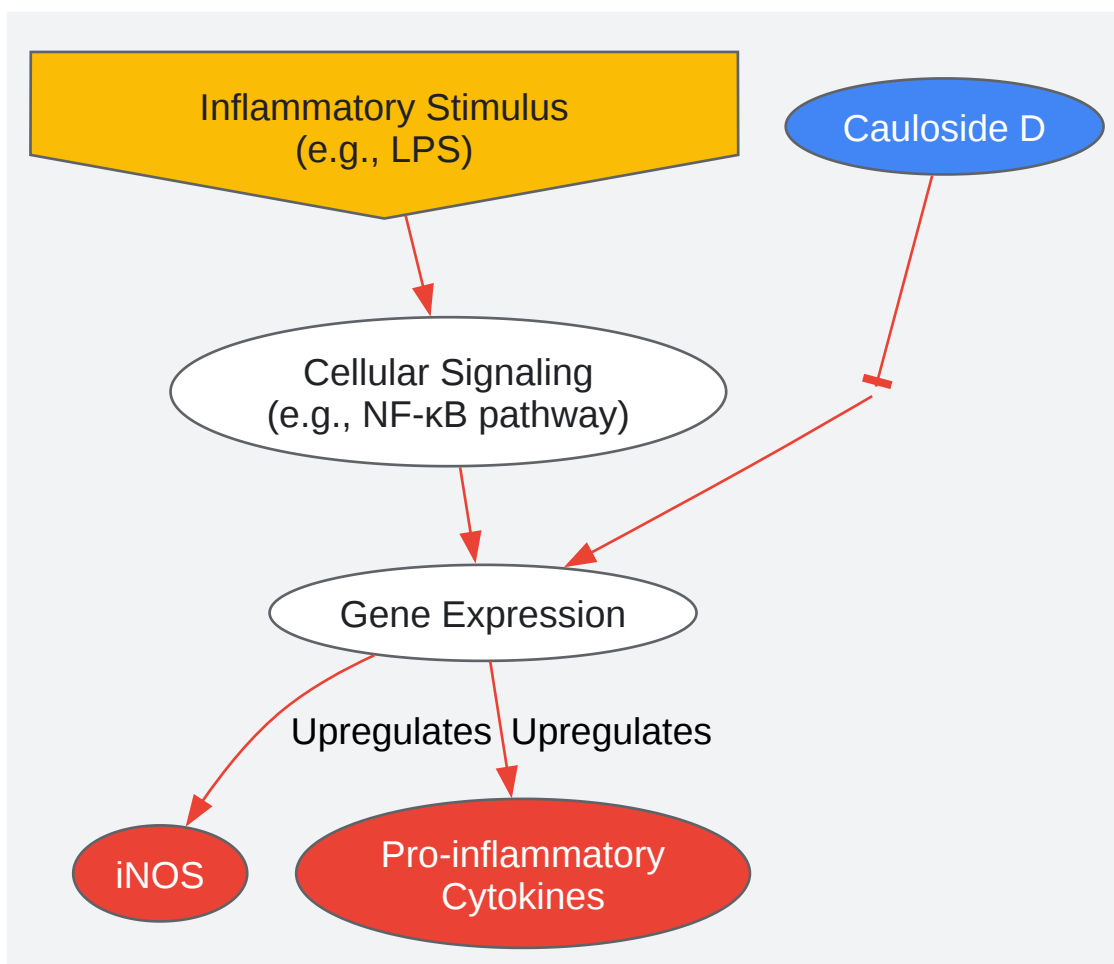 Inflammatory Stimulus
(e.g., LPS)
Cauloside D
Cellular Signaling
(e.g., NF-κB pathway)
Gene Expression
Upregulates
Upregulates
iNOS
Pro-inflammatory
Cytokines